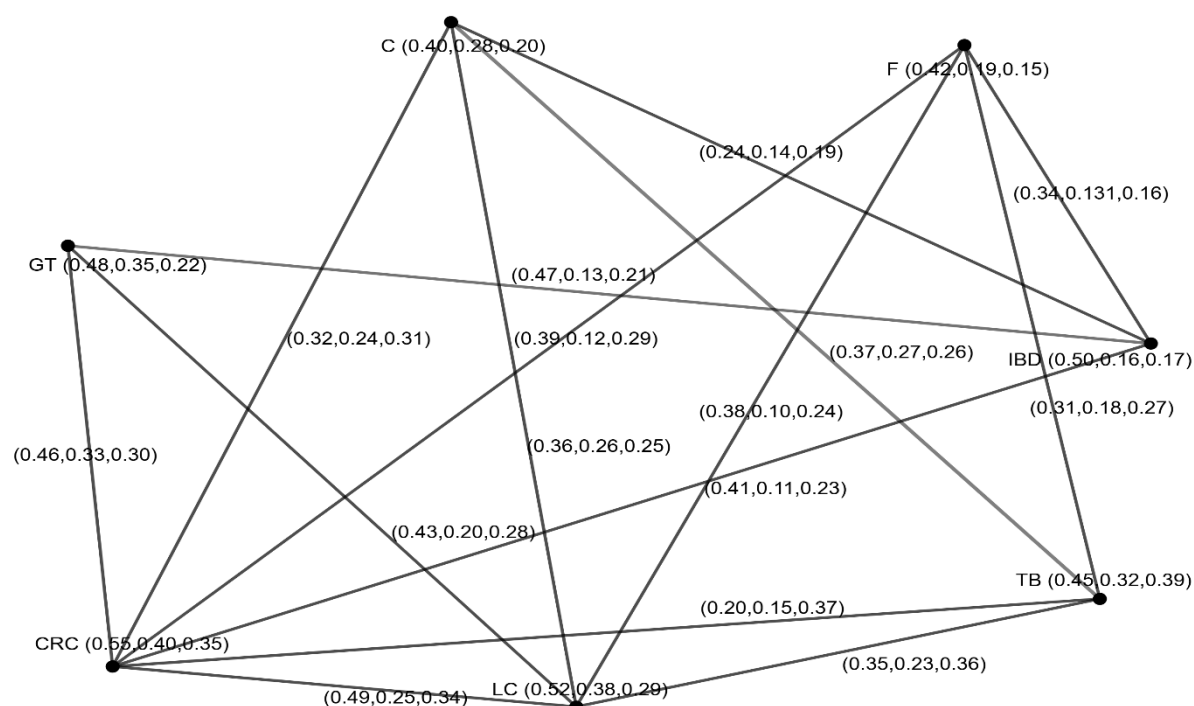 C (0.40,0.28,0.20)
F (0.42,0.19,0.15)
(0.24,0.14,0.19)
(0.34,0.131,0.16)
GT (0.48,0.35,0.22)
(0.47,0.13,0.21)
(0.32,0.24,0.31)
(0.39,0.12,0.29)
(0.37,0.27,0.26)
IBD (0.50,0.16,0.17)
(0.38,0.10,0.24)
(0.31,0.18,0.27)
(0.46,0.33,0.30)
(0.36,0.26,0.25)
(0.41,0.11,0.23)
(0.43,0.20,0.28)
TB (0.45,0.32,0.39)
(0.20,0.15,0.37)
CRC (0.55,0.40,0.35)
(0.35,0.23,0.36)
(0.49,0.25,0.34)
LC (0.52,0.38,0.29)